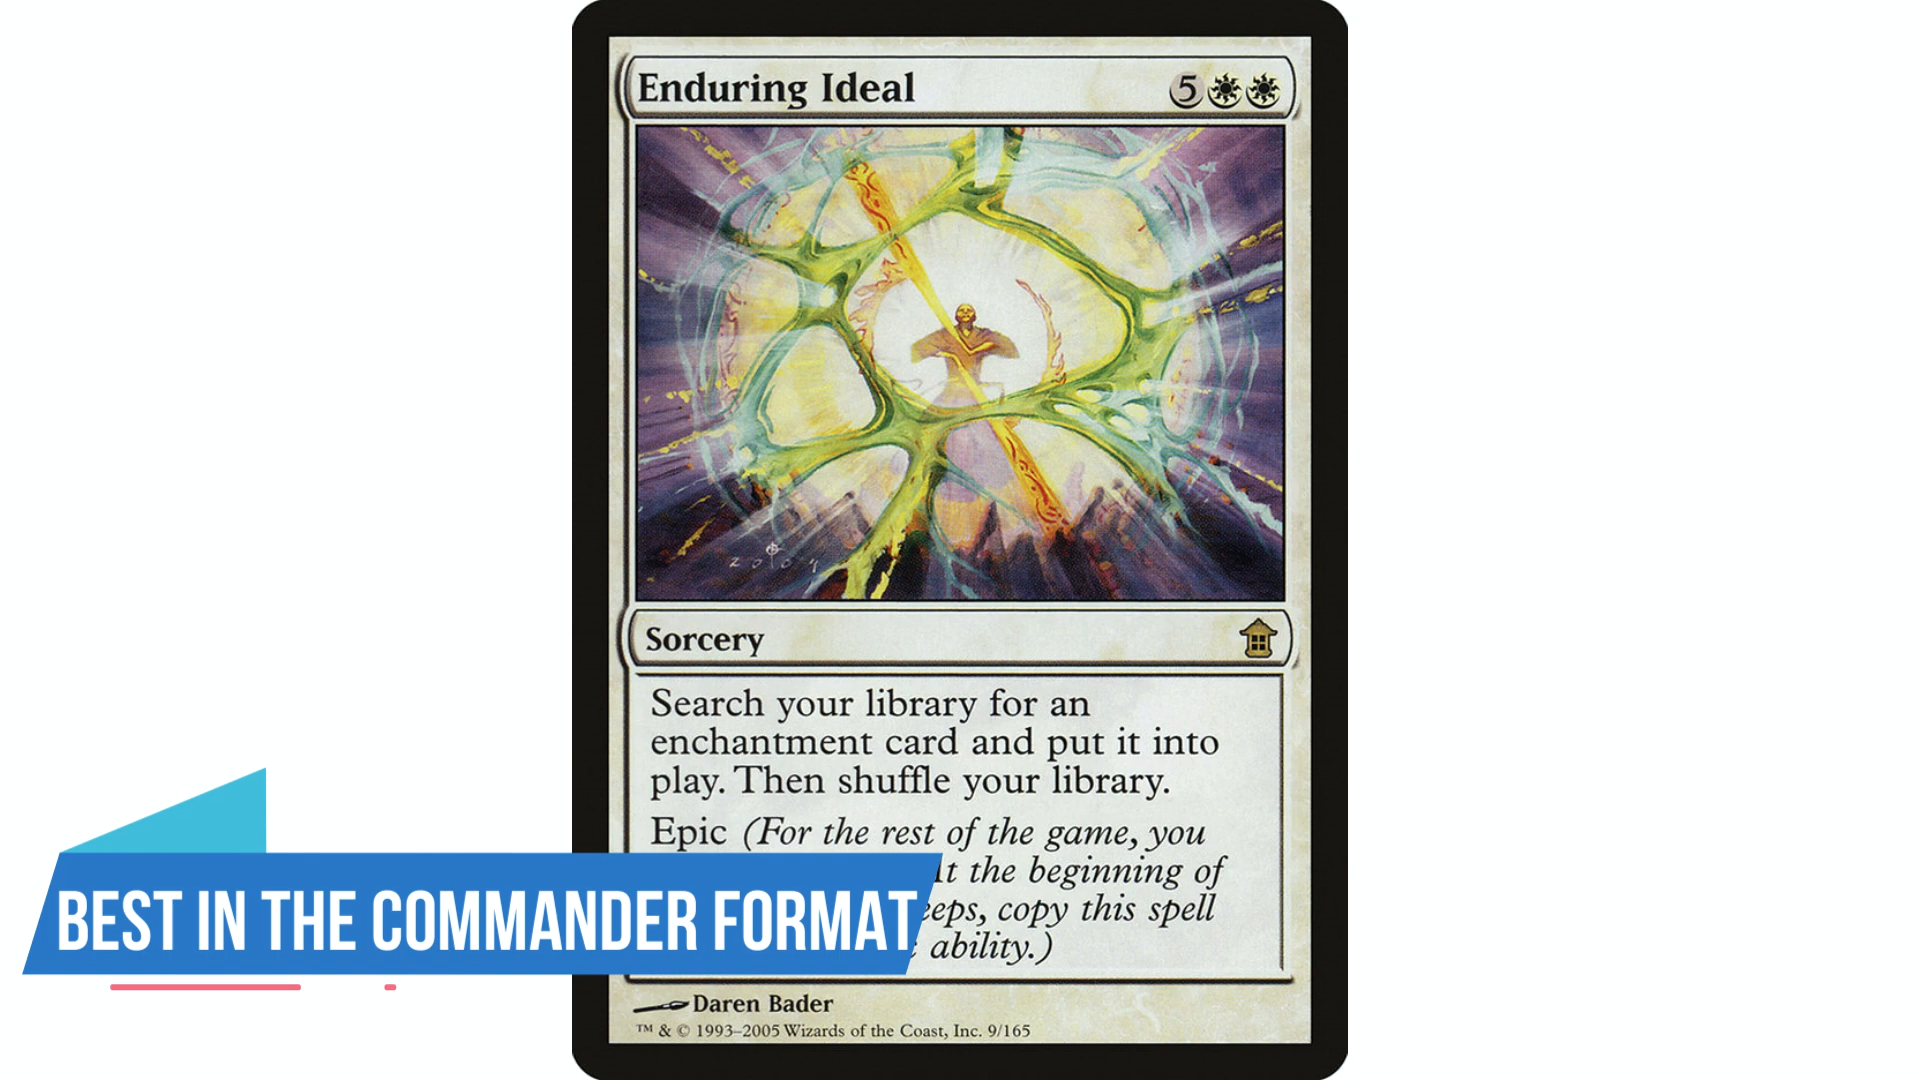 Enduring Ideal 5
2004
Sorcery
Search your library for an
enchantment card and put it into
play. Then shuffle your library.
Epic (For the rest of the game, you
At the beginning of
copy this spell
ability.)
BEST IN THE COMMANDER FORMAT
Daren Bader
™ & © 1993–2005 Wizards of the Coast, Inc. 9/165